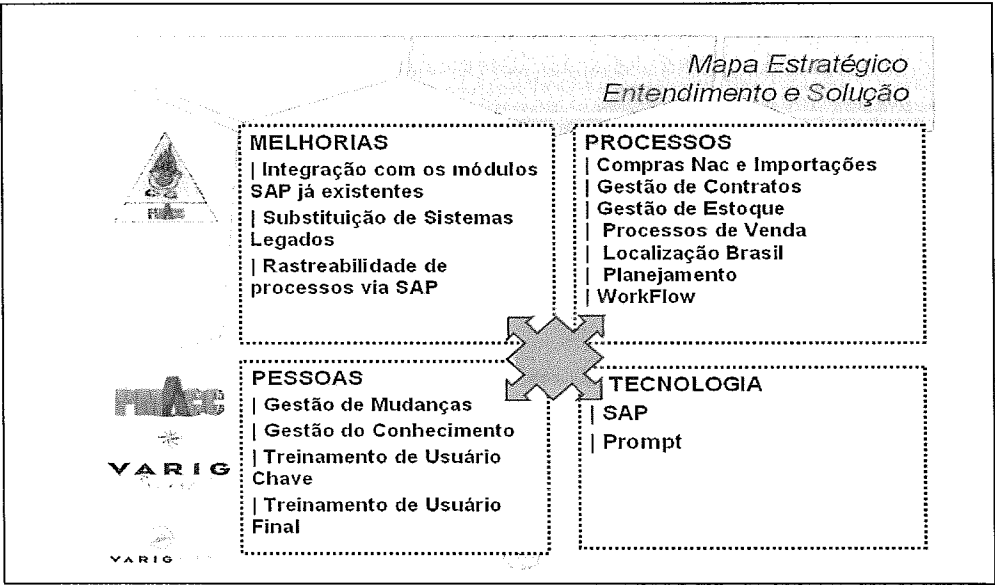 Mapa Estratégico
Entendimento e Solução
MELHORIAS
| Integração com os módulos
SAP já existentes
| Substituição de Sistemas
Legados
| Rastreabilidade de
processos via SAP
PROCESSOS
| Compras Nac e Importações
| Gestão de Contratos
| Gestão de Estoque
| Processos de Venda
| Localização Brasil
| Planejamento
| WorkFlow
PESSOAS
| Gestão de Mudanças
| Gestão do Conhecimento
| Treinamento de Usuário
Chave
| Treinamento de Usuário
Final
| TECNOLOGIA
| SAP
| Prompt
VARIG
VARIG